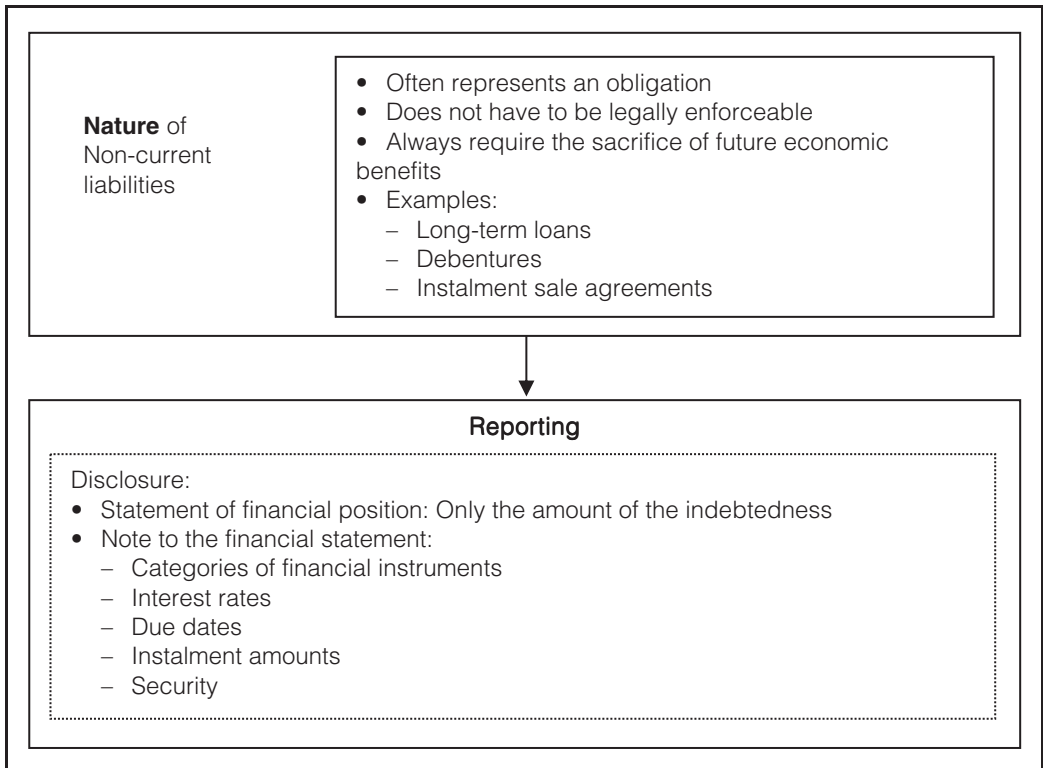 Nature of
Non-current
liabilities
• Often represents an obligation
• Does not have to be legally enforceable
• Always require the sacrifice of future economic
benefits
• Examples:
– Long-term loans
– Debentures
– Instalment sale agreements
Reporting
Disclosure:
• Statement of financial position: Only the amount of the indebtedness
• Note to the financial statement:
– Categories of financial instruments
– Interest rates
– Due dates
– Instalment amounts
– Security